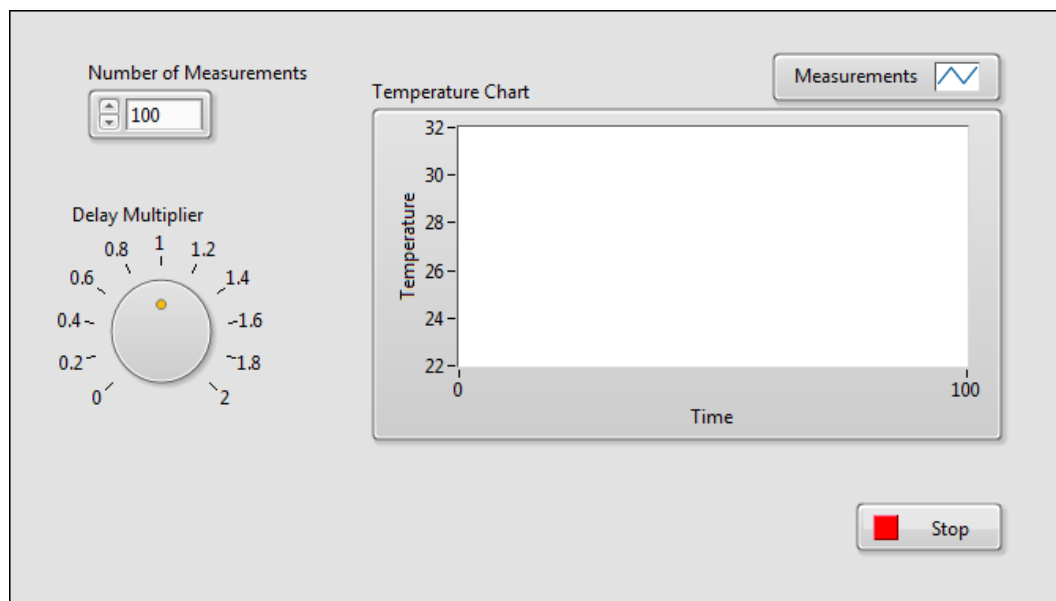 Number of Measurements
100
Delay Multiplier
0
0.2
0.4
0.6
0.8
1
1.2
1.4
1.6
1.8
2
Measurements
Temperature Chart
Temperature
32
30
28
26
24
22
0
100
Time
Stop